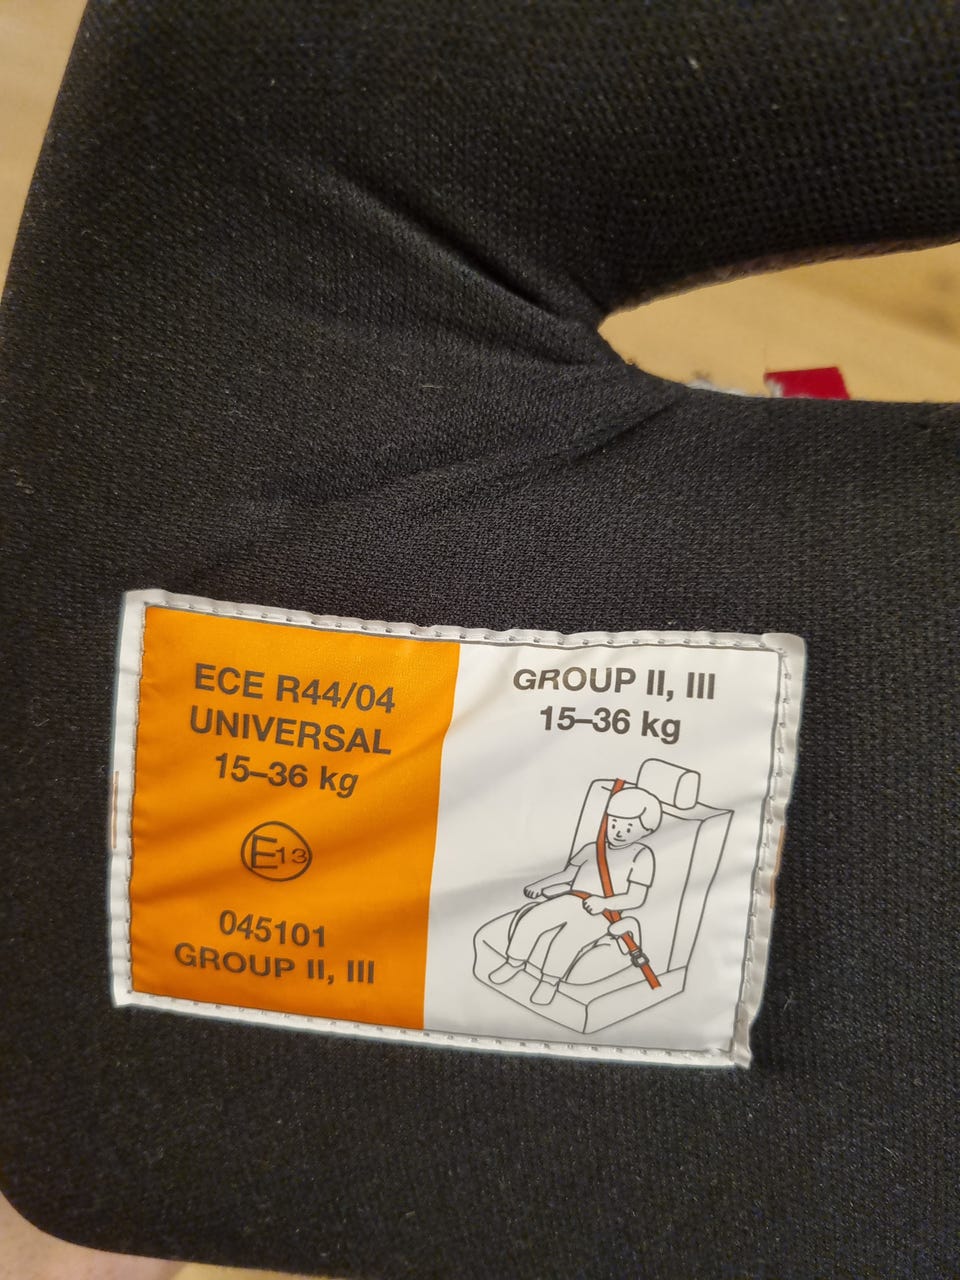 ECE R44/04
UNIVERSAL
15–36 kg
E13
045101
GROUP II, III
GROUP II, III
15–36 kg